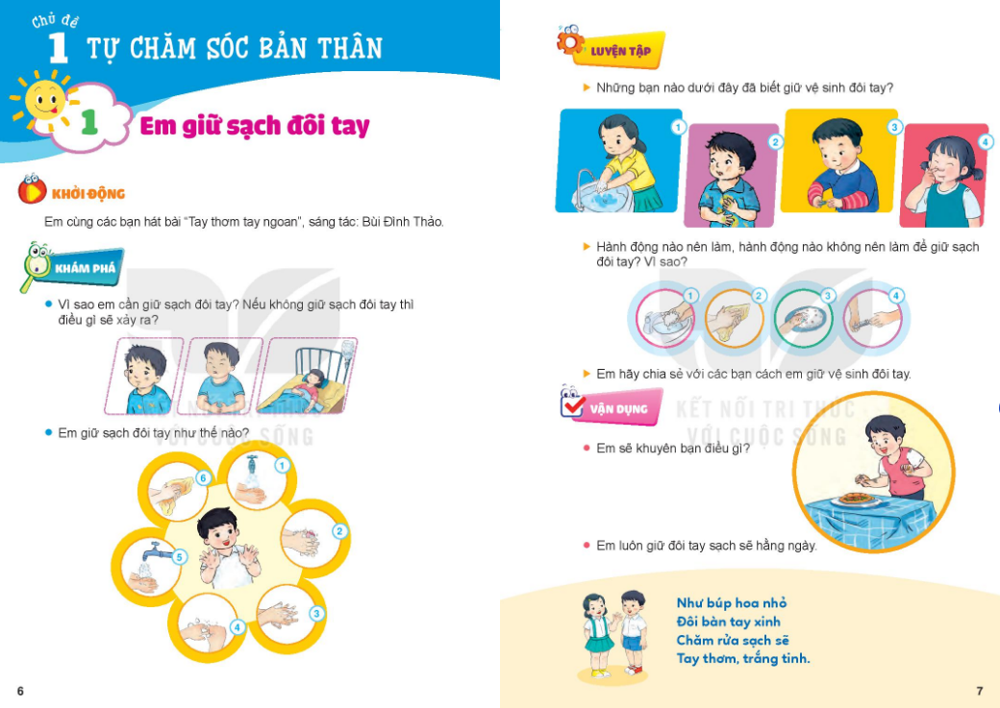 Chủ đề
1 TỰ CHĂM SÓC BẢN THÂN
1 Em giữ sạch đôi tay
KHỞI ĐỘNG
Em cùng các bạn hát bài “Tay thơm tay ngoan”, sáng tác: Bùi Đình Thảo.
KHÁM PHÁ
Vì sao em cần giữ sạch đôi tay? Nếu không giữ sạch đôi tay thì
điều gì sẽ xảy ra?
Em giữ sạch đôi tay như thế nào?
1
2
3
4
5
6
6
LUYỆN TẬP
Những bạn nào dưới đây đã biết giữ vệ sinh đôi tay?
1
2
3
4
Hành động nào nên làm, hành động nào không nên làm để giữ sạch
đôi tay? Vì sao?
1
2
3
4
Em hãy chia sẻ với các bạn cách em giữ vệ sinh đôi tay.
VẬN DỤNG
KẾT NỐI TRI THỨC
VỚI CUỘC SỐNG
Em sẽ khuyên bạn điều gì?
Em luôn giữ đôi tay sạch sẽ hằng ngày.
Như búp hoa nhỏ
Đôi bàn tay xinh
Chăm rửa sạch sẽ
Tay thơm, trắng tinh.
7